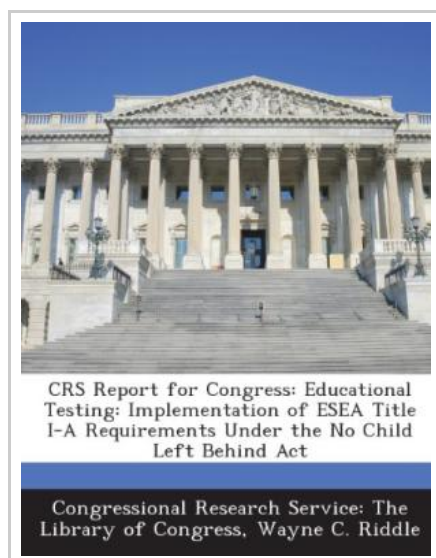 CRS Report for Congress: Educational
Testing: Implementation of ESEA Title
I-A Requirements Under the No Child
Left Behind Act
Congressional Research Service: The
Library of Congress, Wayne C. Riddle